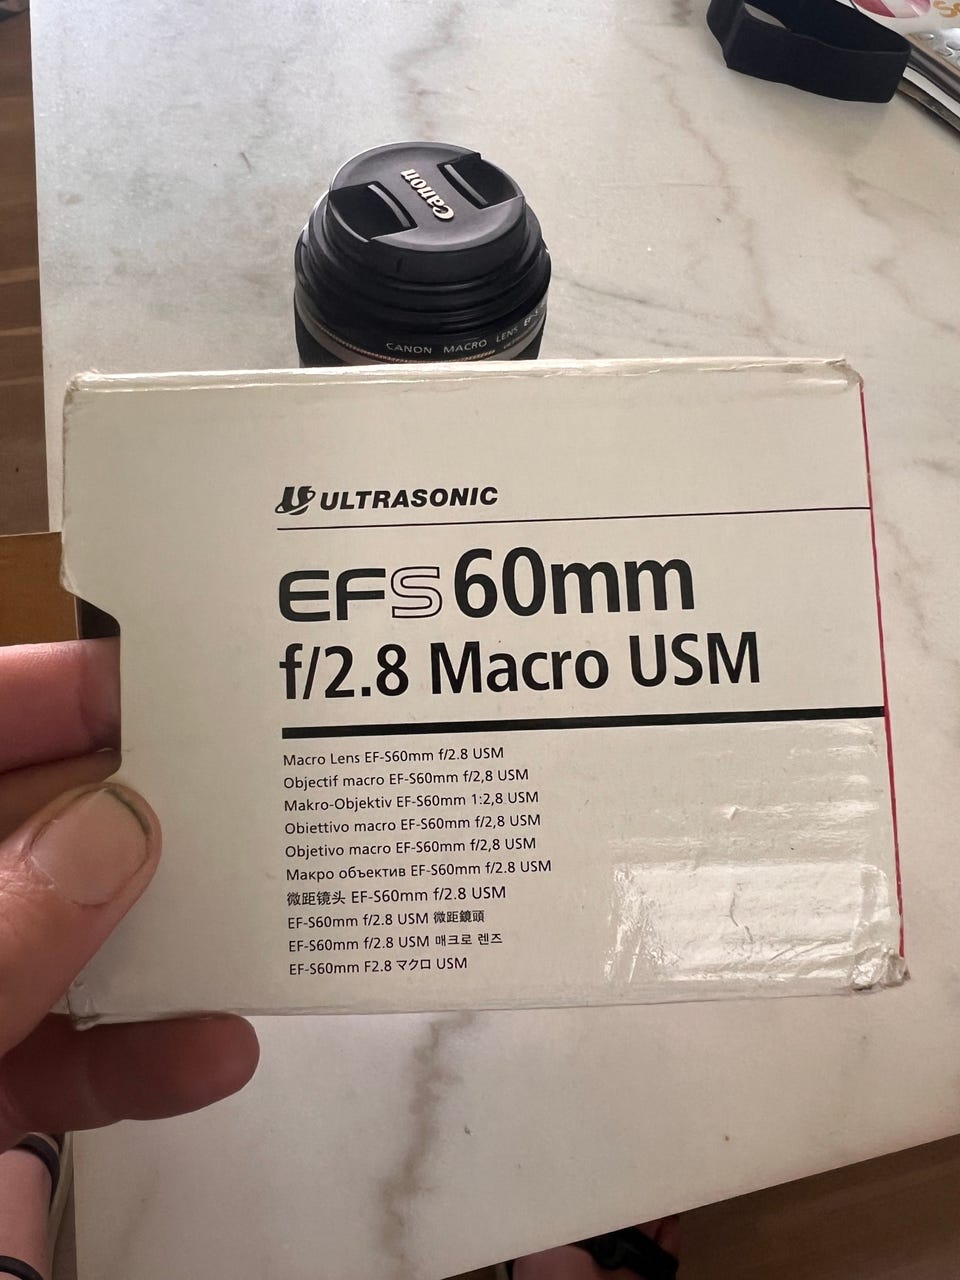 Canon
CANON MACRO LENS EF-S
ULTRASONIC
EFS 60mm
f/2.8 Macro USM
Macro Lens EF-S60mm f/2.8 USM
Objectif macro EF-S60mm f/2,8 USM
Makro-Objektiv EF-S60mm 1:2,8 USM
Obiettivo macro EF-S60mm f/2,8 USM
Objetivo macro EF-S60mm f/2,8 USM
Макро объектив EF-S60mm f/2.8 USM
微距镜头 EF-S60mm f/2.8 USM
EF-S60mm f/2.8 USM 微距鏡頭
EF-S60mm f/2.8 USM 매크로 렌즈
EF-S60mm F2.8 マクロ USM